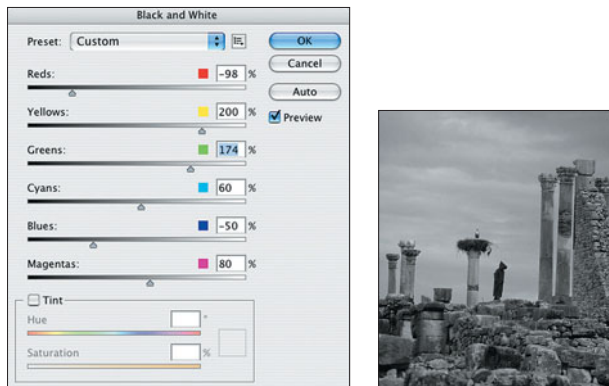 Black and White
Preset: Custom
OK
Cancel
Auto
Preview
Reds: -98 %
Yellows: 200 %
Greens: 174 %
Cyans: 60 %
Blues: -50 %
Magentas: 80 %
Tint
Hue °
Saturation %